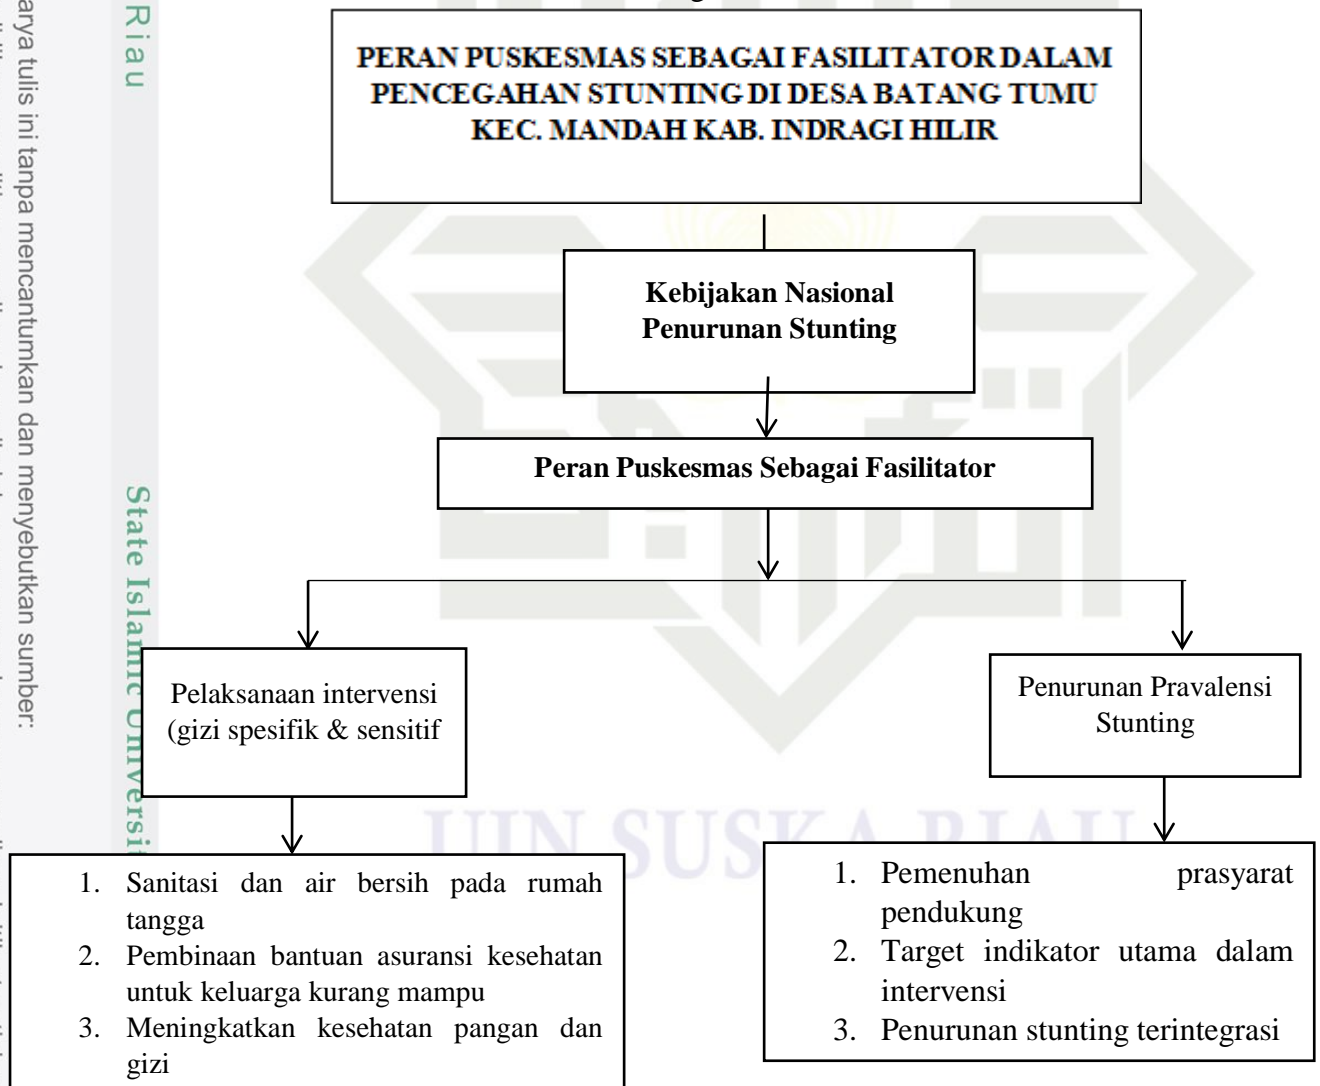 Riau
arya tulis ini tanpa mencantumkan dan menyebutkan sumber:
State Islamic Universit
PERAN PUSKESMAS SEBAGAI FASILITATOR DALAM
PENCEGAHAN STUNTING DI DESA BATANG TUMU
KEC. MANDAH KAB. INDRAGI HILIR
Kebijakan Nasional
Penurunan Stunting
Peran Puskesmas Sebagai Fasilitator
Pelaksanaan intervensi
(gizi spesifik & sensitif
Penurunan Pravalensi
Stunting
UIN SUSKA RIAU
1. Sanitasi dan air bersih pada rumah
tangga
2. Pembinaan bantuan asuransi kesehatan
untuk keluarga kurang mampu
3. Meningkatkan kesehatan pangan dan
gizi
1. Pemenuhan prasyarat
pendukung
2. Target indikator utama dalam
intervensi
3. Penurunan stunting terintegrasi